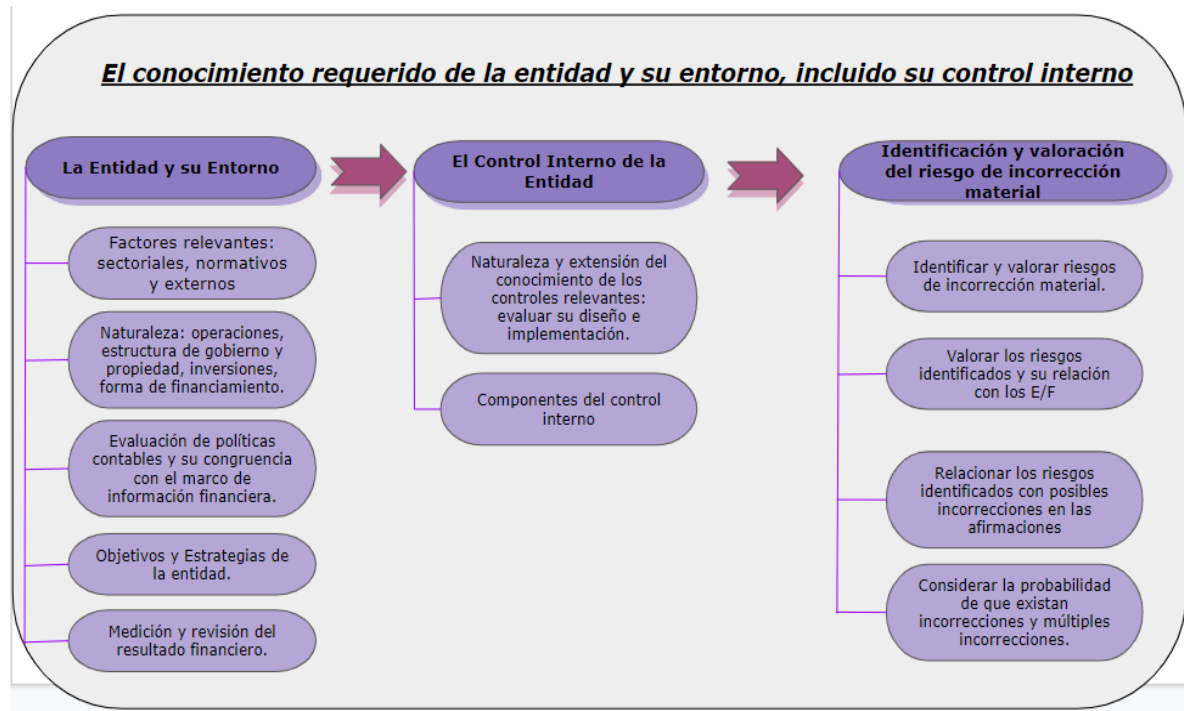 El conocimiento requerido de la entidad y su entorno, incluido su control interno
La Entidad y su Entorno
Factores relevantes:
sectoriales, normativos
y externos
Naturaleza: operaciones,
estructura de gobierno y
propiedad, inversiones,
forma de financiamiento.
Evaluación de políticas
contables y su congruencia
con el marco de
información financiera.
Objetivos y Estrategias de
la entidad.
Medición y revisión del
resultado financiero.
El Control Interno de la
Entidad
Naturaleza y extensión del
conocimiento de los
controles relevantes:
evaluar su diseño e
implementación.
Componentes del control
interno
Identificación y valoración
del riesgo de incorrección
material
Identificar y valorar riesgos
de incorrección material.
Valorar los riesgos
identificados y su relación
con los E/F
Relacionar los riesgos
identificados con posibles
incorrecciones en las
afirmaciones
Considerar la probabilidad
de que existan
incorrecciones y múltiples
incorrecciones.